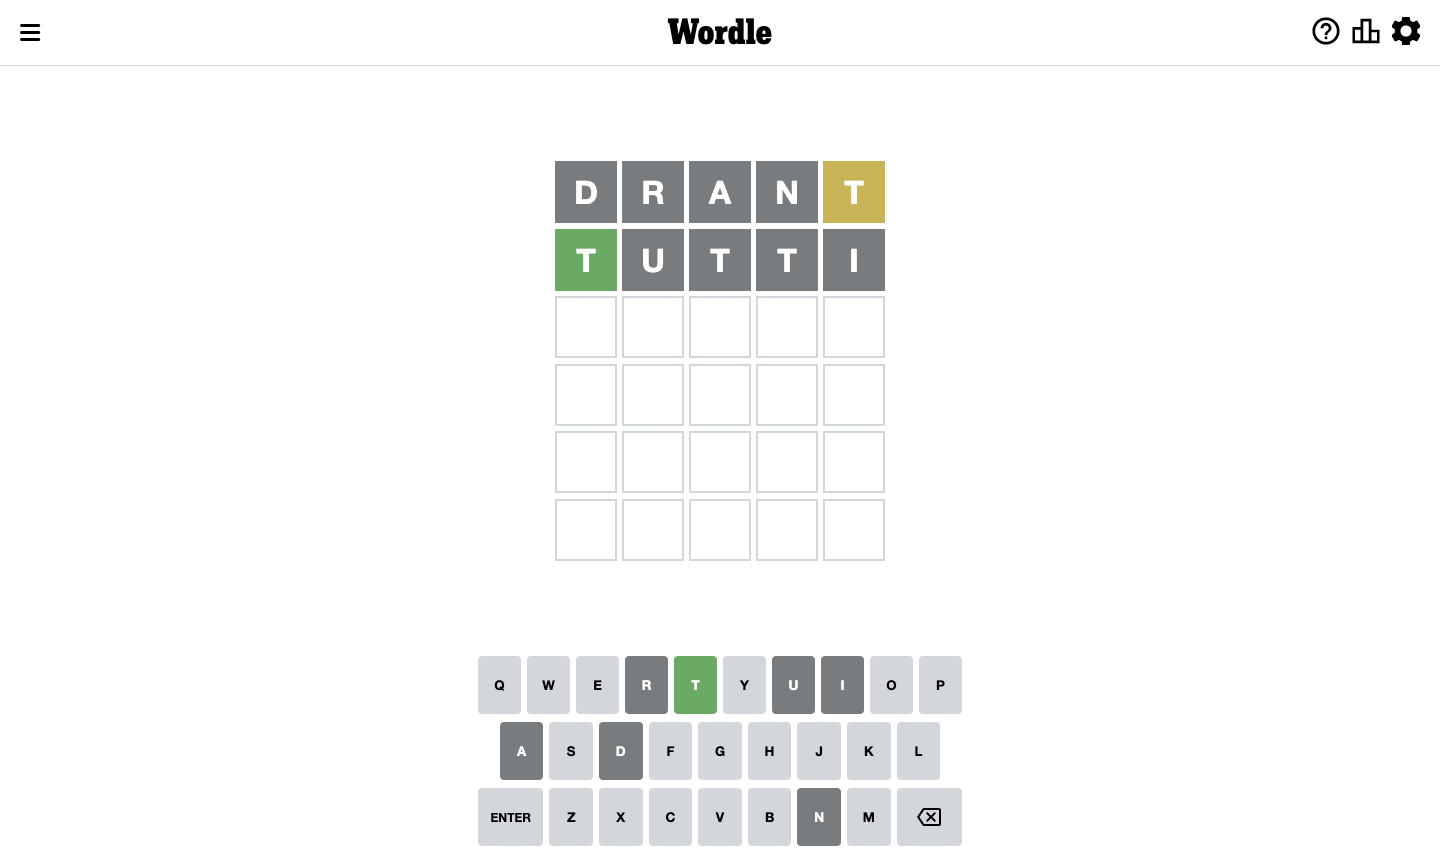 Wordle
D R A N T
T U T T I
Q W E R T Y U I O P
A S D F G H J K L
ENTER Z X C V B N M